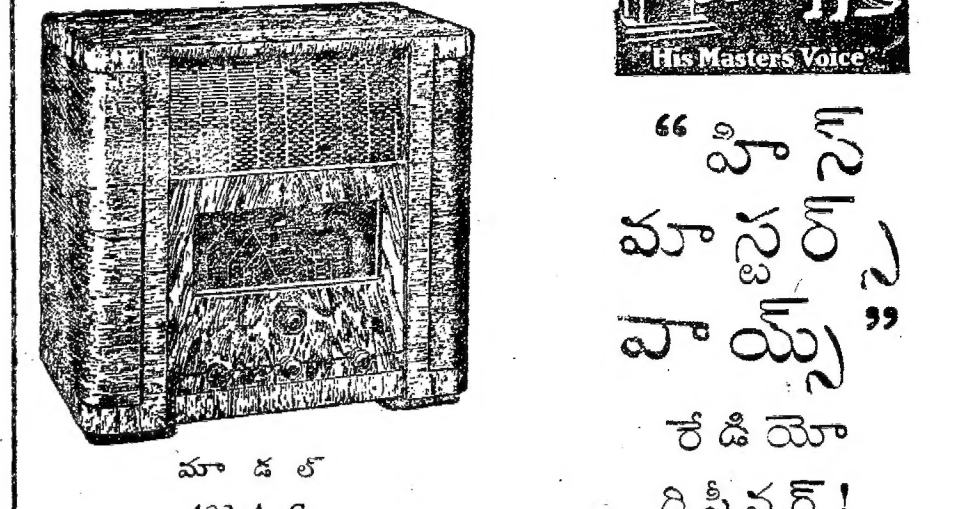 "His Masters Voice"
“హిస్
మాస్టర్స్
వాయ్స్”
రేడియో
రిసీవర్!
మాడల్